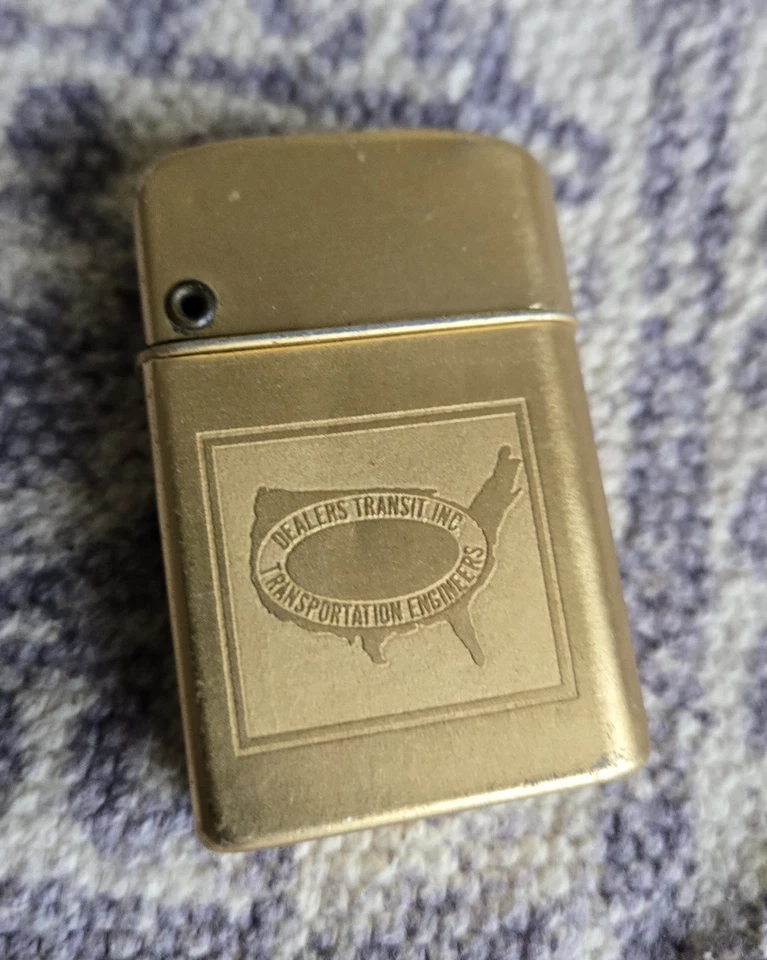 DEALERS TRANSIT, INC.
TRANSPORTATION ENGINEERS